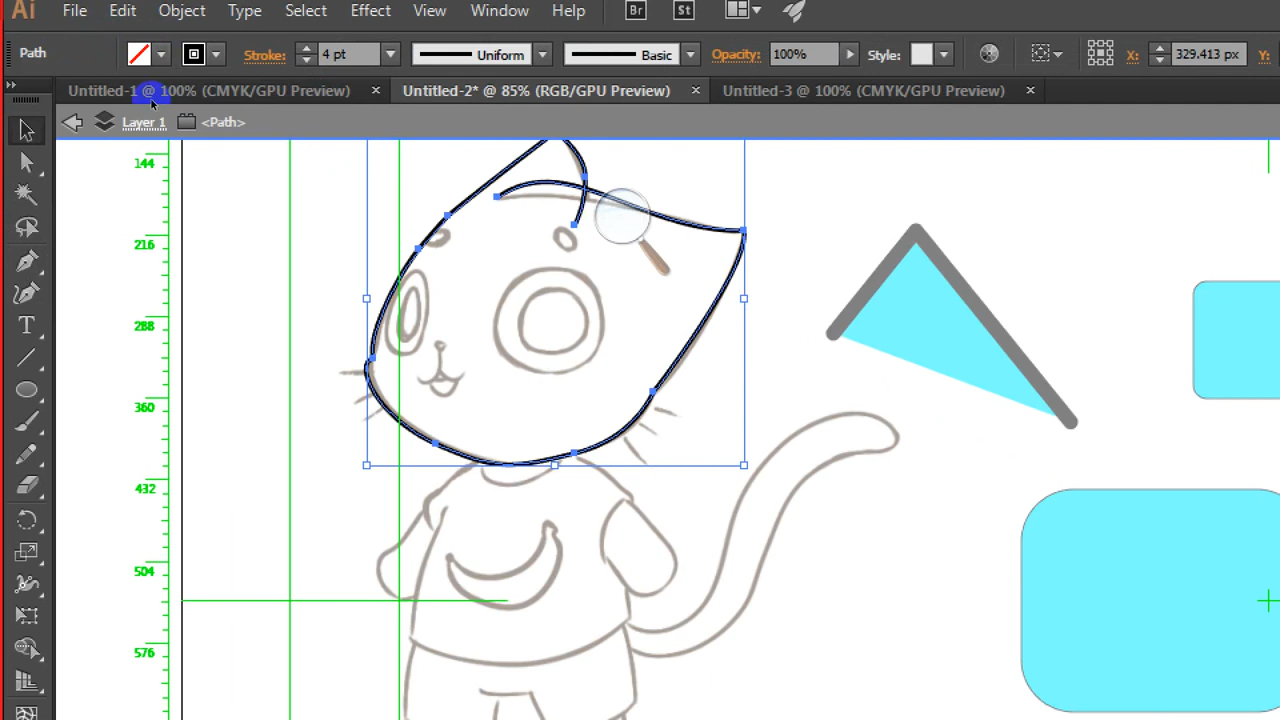 Ai File Edit Object Type Select Effect View Window Help Br St
Path Stroke: 4 pt Uniform Basic Opacity: 100% Style: X: 329.413 px Y:
Untitled-1 @ 100% (CMYK/GPU Preview) × Untitled-2* @ 85% (RGB/GPU Preview) × Untitled-3 @ 100% (CMYK/GPU Preview) ×
Layer 1 <Path>
144
216
288
360
432
504
576